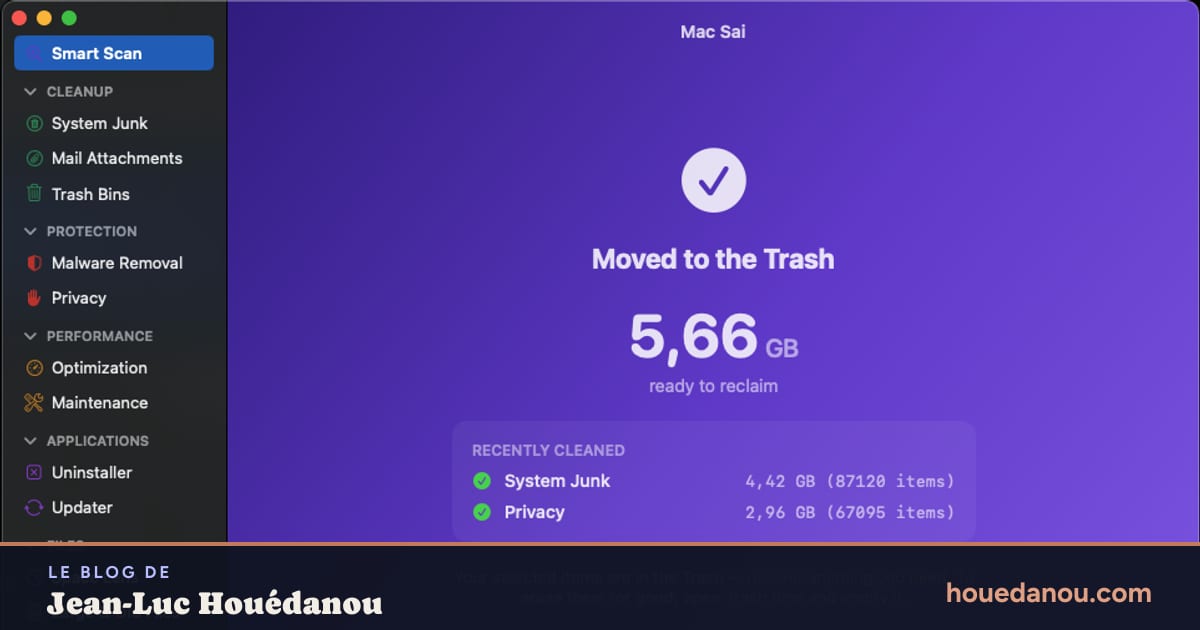 Mac Sai
Smart Scan
CLEANUP
System Junk
Mail Attachments
Trash Bins
PROTECTION
Malware Removal
Privacy
PERFORMANCE
Optimization
Maintenance
APPLICATIONS
Uninstaller
Updater
Moved to the Trash
5,66 GB
ready to reclaim
RECENTLY CLEANED
System Junk 4,42 GB (87120 items)
Privacy 2,96 GB (67095 items)
LE BLOG DE
Jean-Luc Houédanou
houedanou.com